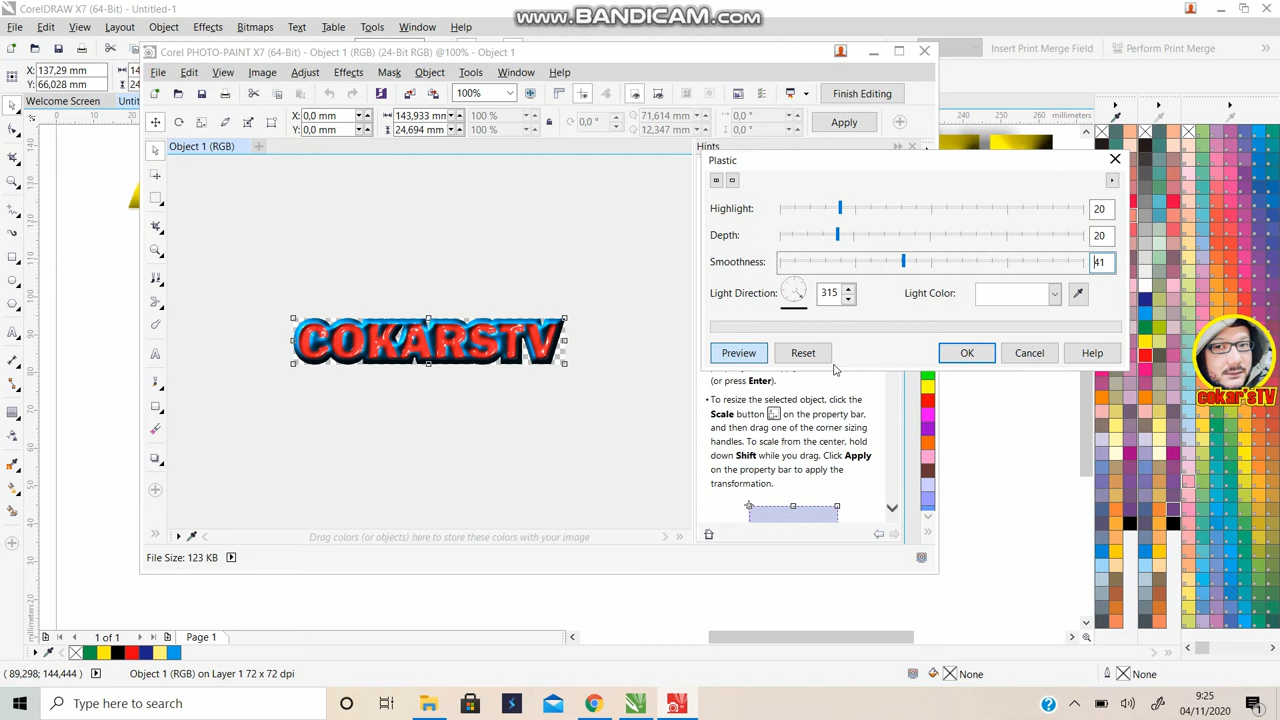 CorelDRAW X7 (64-Bit) - Untitled-1
www.BANDICAM.com
File Edit View Layout Object Effects Bitmaps Text Table Tools Window Help
Insert Print Merge Field
Perform Print Merge
X: 137,29 mm
Y: 66,028 mm
Welcome Screen
Corel PHOTO-PAINT X7 (64-Bit) - Object 1 (RGB) (24-Bit RGB) @100% - Object 1
File Edit View Image Adjust Effects Mask Object Tools Window Help
100%
Finish Editing
X: 0,0 mm
Y: 0,0 mm
143,933 mm
24,694 mm
100 %
100 %
0,0 °
71,614 mm
12,347 mm
0,0 °
0,0 °
Apply
Object 1 (RGB)
Hints
240 250 260 millimeters
Plastic
Highlight: 20
Depth: 20
Smoothness: 41
Light Direction: 315
Light Color:
Preview Reset OK Cancel Help
COKARSTV
(or press Enter).
• To resize the selected object, click the
Scale button on the property bar,
and then drag one of the corner sizing
handles. To scale from the center, hold
down Shift while you drag. Click Apply
on the property bar to apply the
transformation.
cokar'sTV
Drag colors (or objects) here to store these colors with your image
File Size: 123 KB
millimeters
1 of 1
Page 1
(89,298; 144,444 )
Object 1 (RGB) on Layer 1 72 x 72 dpi
None
None
Type here to search
9:25
04/11/2020
1